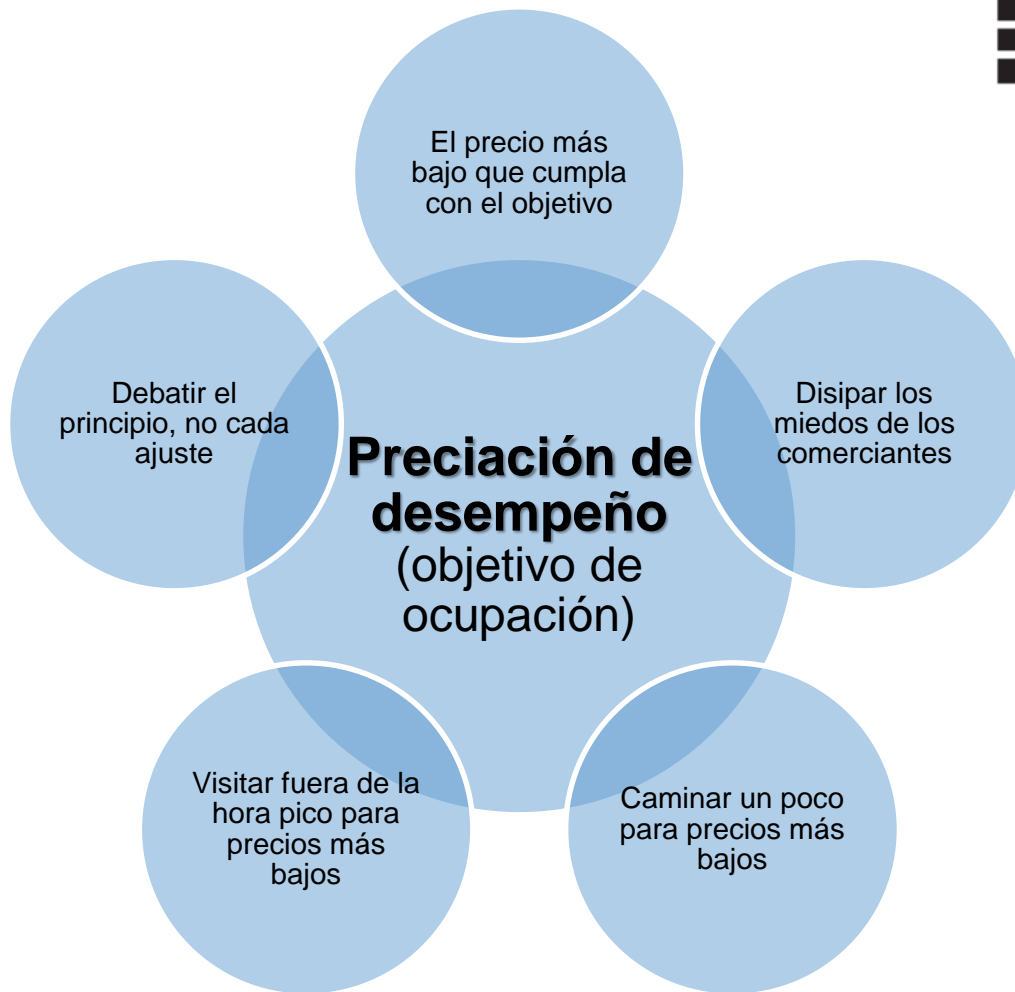 El precio más
bajo que cumpla
con el objetivo
Debatir el
principio, no cada
ajuste
Disipar los
miedos de los
comerciantes
Preciación de
desempeño
(objetivo de
ocupación)
Visitar fuera de la
hora pico para
precios más
bajos
Caminar un poco
para precios más
bajos